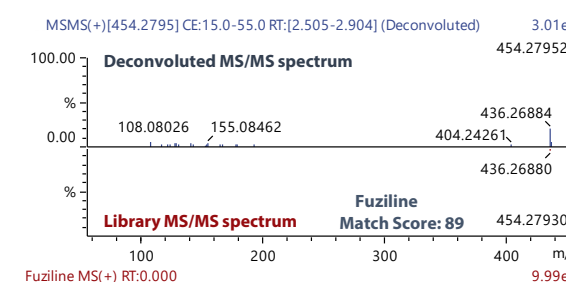 MSMS(+)[454.2795] CE:15.0-55.0 RT:[2.505-2.904] (Deconvoluted) 3.01e
454.27952
100.00 Deconvoluted MS/MS spectrum
%
436.26884
108.08026 155.08462 404.24261
0.00
436.26880
%
Fuziline
Library MS/MS spectrum Match Score: 89 454.27930
100 200 300 400 m/
Fuziline MS(+) RT:0.000 9.99e